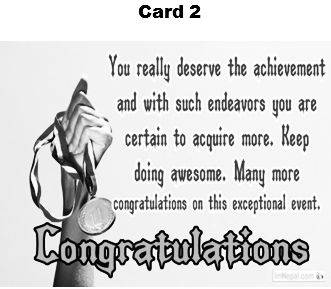 Card 2
You really deserve the achievement
and with such endeavors you are
certain to acquire more. Keep
doing awesome. Many more
congratulations on this exceptional event.
Congratulations
imNepal.com